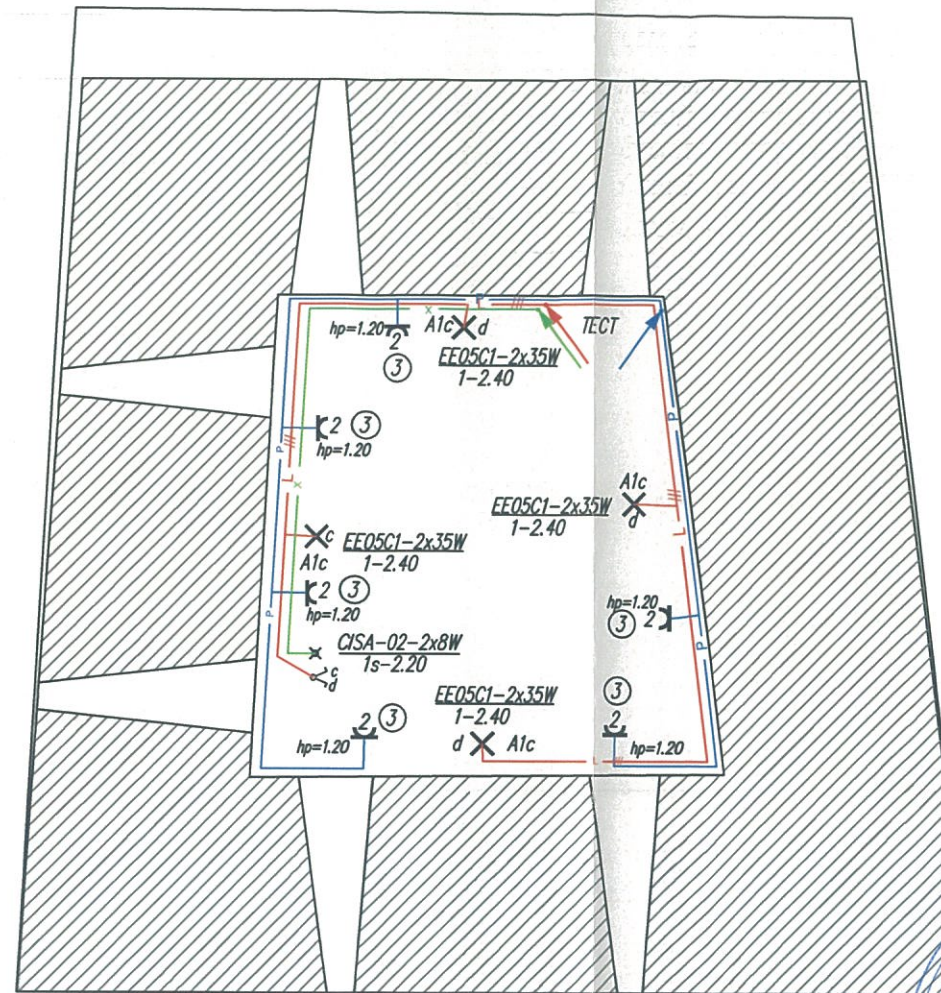 P
L
///
x
hp=1.20
2
3
A1c
d
EE05C1-2x35W
1-2.40
ТЕСТ
P
2
3
hp=1.20
///
L
x
P
A1c
d
EE05C1-2x35W
1-2.40
///
L
c
A1c
EE05C1-2x35W
1-2.40
P
2
3
hp=1.20
hp=1.20
3
2
P
CISA-02-2x8W
1s-2.20
c
d
2
3
hp=1.20
EE05C1-2x35W
1-2.40
d
A1c
3
2
hp=1.20
L
///